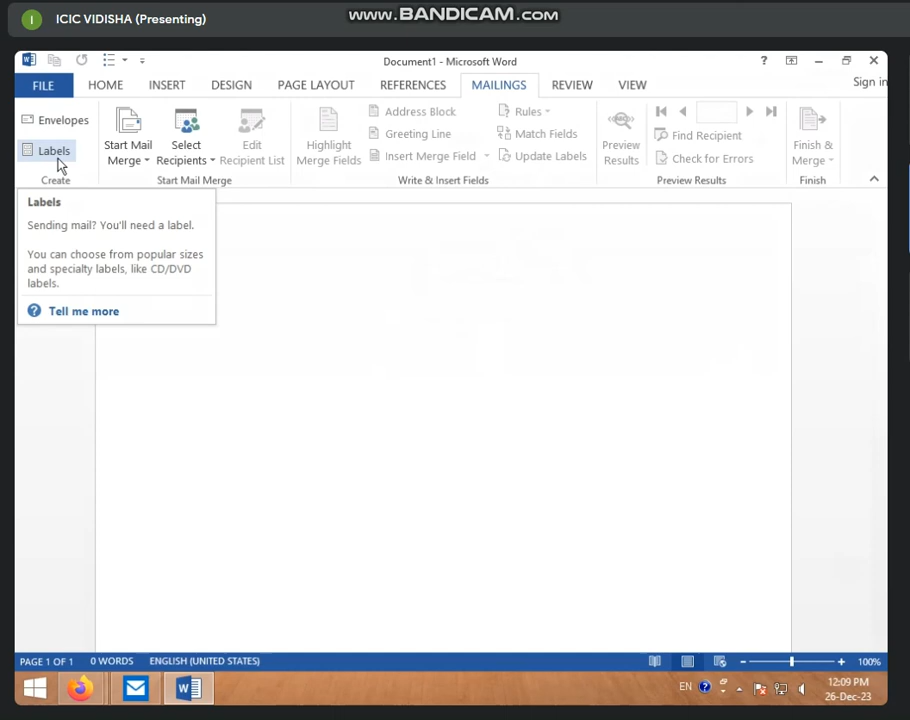 www.BANDICAM.com
I ICIC VIDISHA (Presenting)
Document1 - Microsoft Word
?
FILE HOME INSERT DESIGN PAGE LAYOUT REFERENCES MAILINGS REVIEW VIEW Sign in
Envelopes
Labels
Create
Start Mail
Merge
Select
Recipients
Edit
Recipient List
Start Mail Merge
Highlight
Merge Fields
Address Block
Greeting Line
Insert Merge Field
Rules
Match Fields
Update Labels
Write & Insert Fields
Preview
Results
Find Recipient
Check for Errors
Preview Results
Finish &
Merge
Finish
Labels
Sending mail? You'll need a label.
You can choose from popular sizes
and specialty labels, like CD/DVD
labels.
? Tell me more
PAGE 1 OF 1 0 WORDS ENGLISH (UNITED STATES) 100%
EN ? 12:09 PM
26-Dec-23